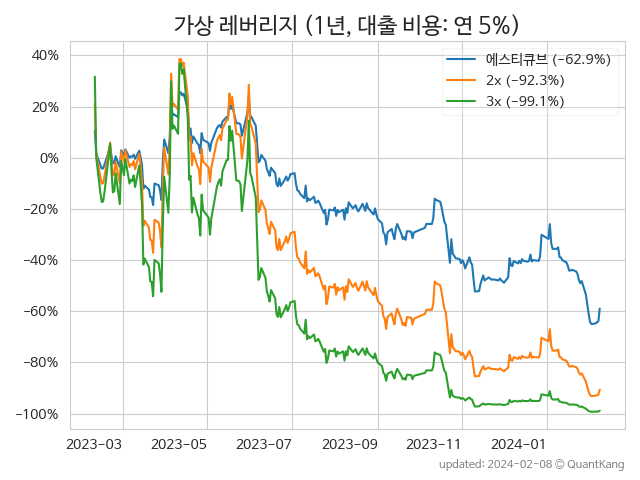 가상 레버리지 (1년, 대출 비용: 연 5%)
에스티큐브 (−62.9%)
2x (−92.3%)
3x (−99.1%)
40%
20%
0%
−20%
−40%
−60%
−80%
−100%
2023-03 2023-05 2023-07 2023-09 2023-11 2024-01
updated: 2024-02-08 © QuantKang